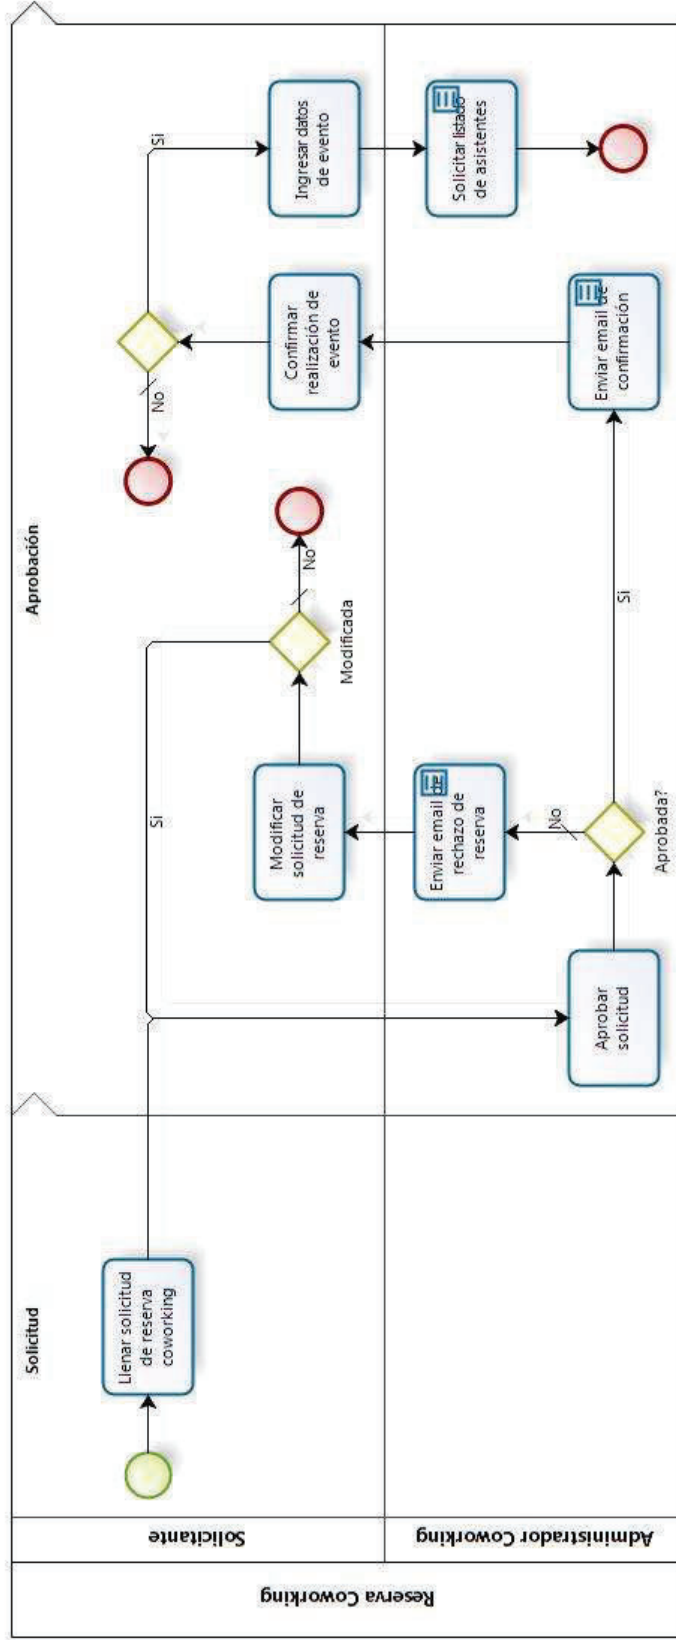 Reserva Coworking
Solicitante
Administrador Coworking
Solicitud
Aprobación
Llenar solicitud
de reserva
coworking
Si
Modificar
solicitud de
reserva
Modificada
No
No
Si
Confirmar
realización de
evento
Ingresar datos
de evento
Aprobar
solicitud
Aprobada?
No
Enviar email de
rechazo de
reserva
Si
Enviar email de
confirmación
Solicitar listado
de asistentes